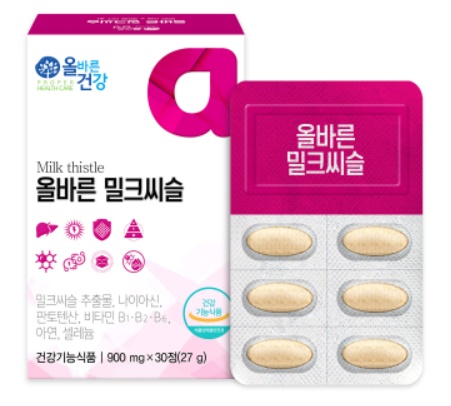 올바른
건강
PROPER
HEALTH CARE
Milk thistle
올바른 밀크씨슬
밀크씨슬 추출물, 나이아신,
판토텐산, 비타민 B₁·B₂·B₆,
아연, 셀레늄
건강
기능식품
건강기능식품 | 900 mg × 30정(27 g)
올바른
밀크씨슬